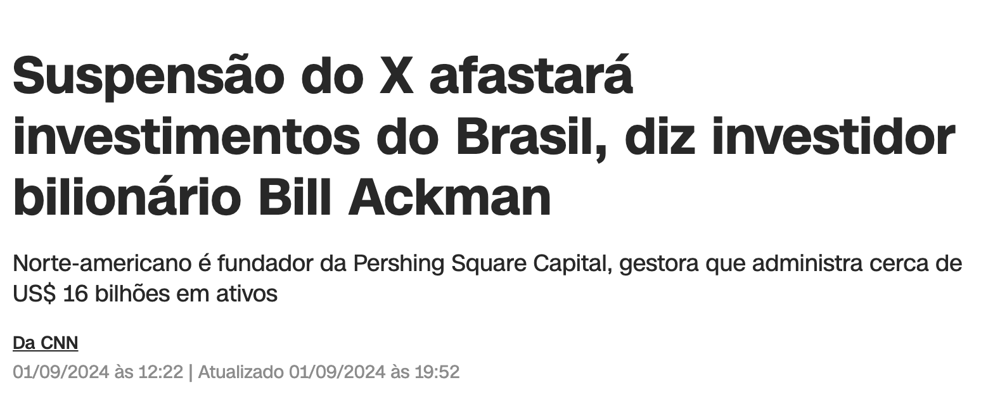 Suspensão do X afastará
investimentos do Brasil, diz investidor
bilionário Bill Ackman
Norte-americano é fundador da Pershing Square Capital, gestora que administra cerca de
US$ 16 bilhões em ativos
Da CNN
01/09/2024 às 12:22 | Atualizado 01/09/2024 às 19:52